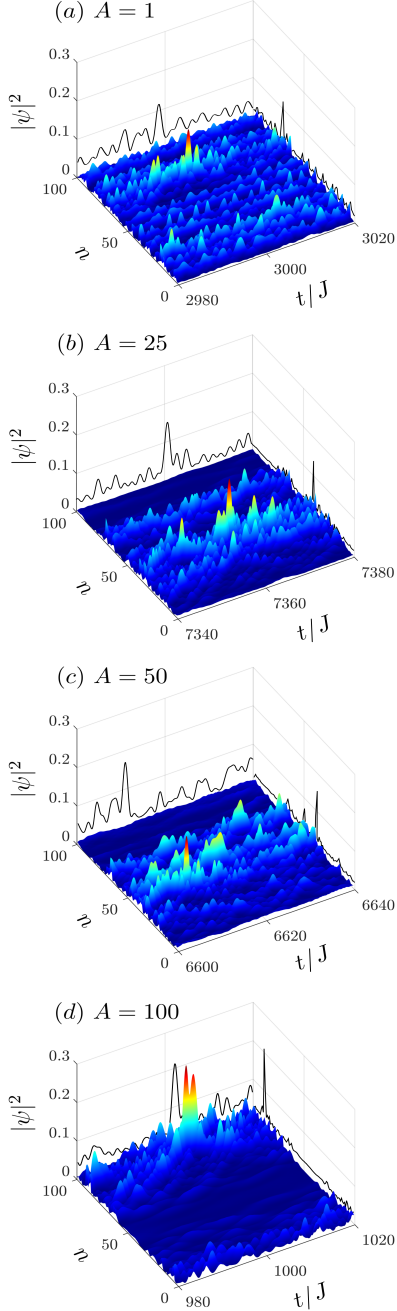 (a) A = 1
0.3
0.2
0.1
0
|ψ|²
100
50
0
n
2980
3000
3020
t|J
(b) A = 25
0.3
0.2
0.1
0
|ψ|²
100
50
0
n
7340
7360
7380
t|J
(c) A = 50
0.3
0.2
0.1
0
|ψ|²
100
50
0
n
6600
6620
6640
t|J
(d) A = 100
0.3
0.2
0.1
0
|ψ|²
100
50
0
n
980
1000
1020
t|J